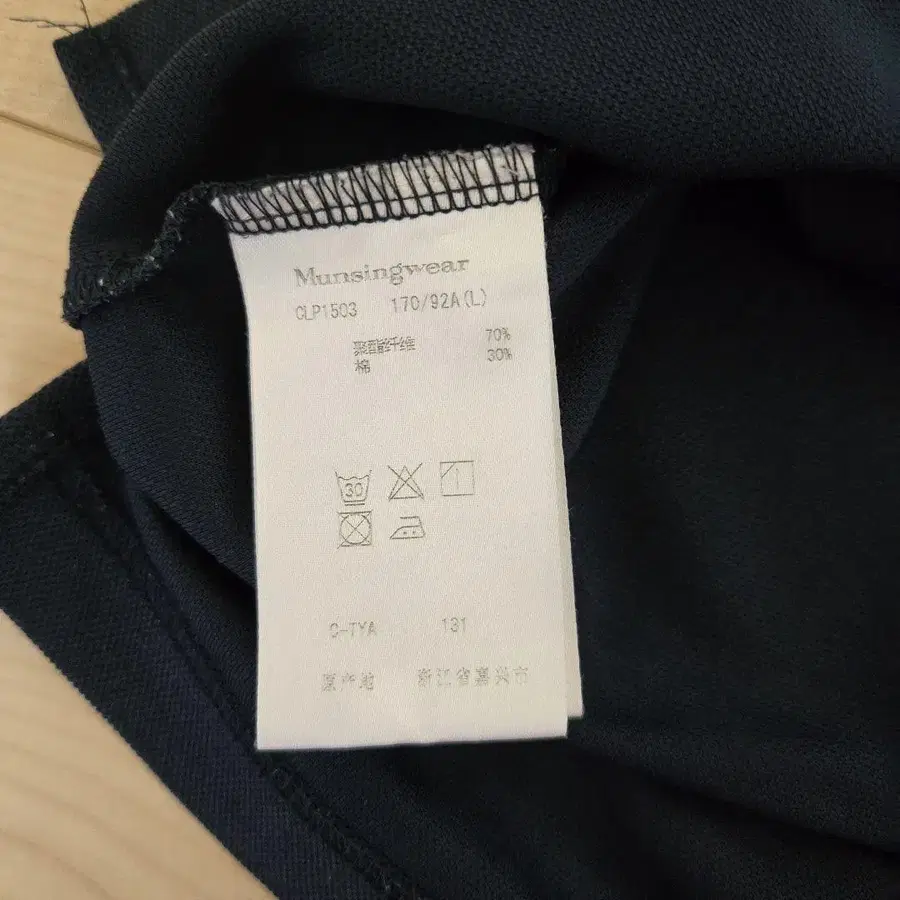 Munsingwear
CLP1503 170/92A(L)
聚酯纤维 70%
棉 30%
30
C-TYA 131
原产地 浙江省嘉兴市